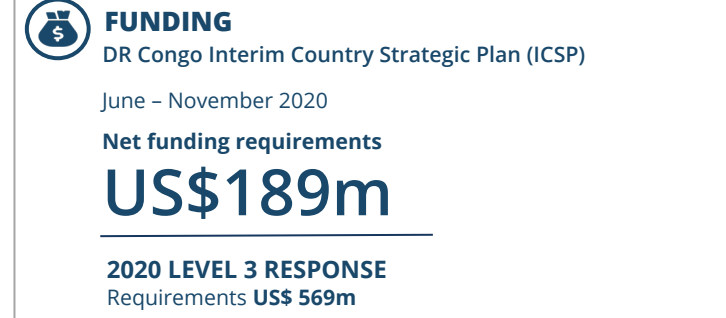 FUNDING
DR Congo Interim Country Strategic Plan (ICSP)
June – November 2020
Net funding requirements
US$189m
2020 LEVEL 3 RESPONSE
Requirements US$ 569m